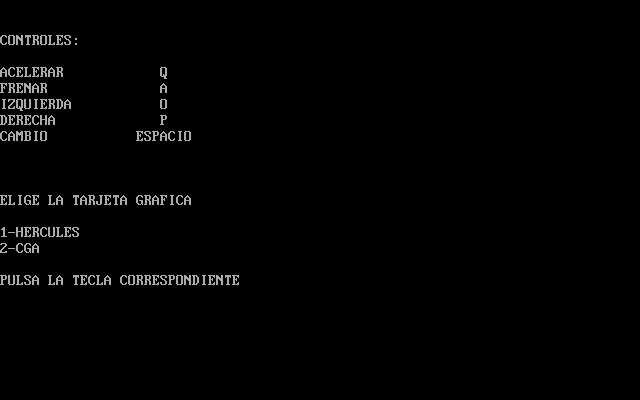 CONTROLES:
ACELERAR Q
FRENAR A
IZQUIERDA O
DERECHA P
CAMBIO ESPACIO
ELIGE LA TARJETA GRAFICA
1-HERCULES
2-CGA
PULSA LA TECLA CORRESPONDIENTE